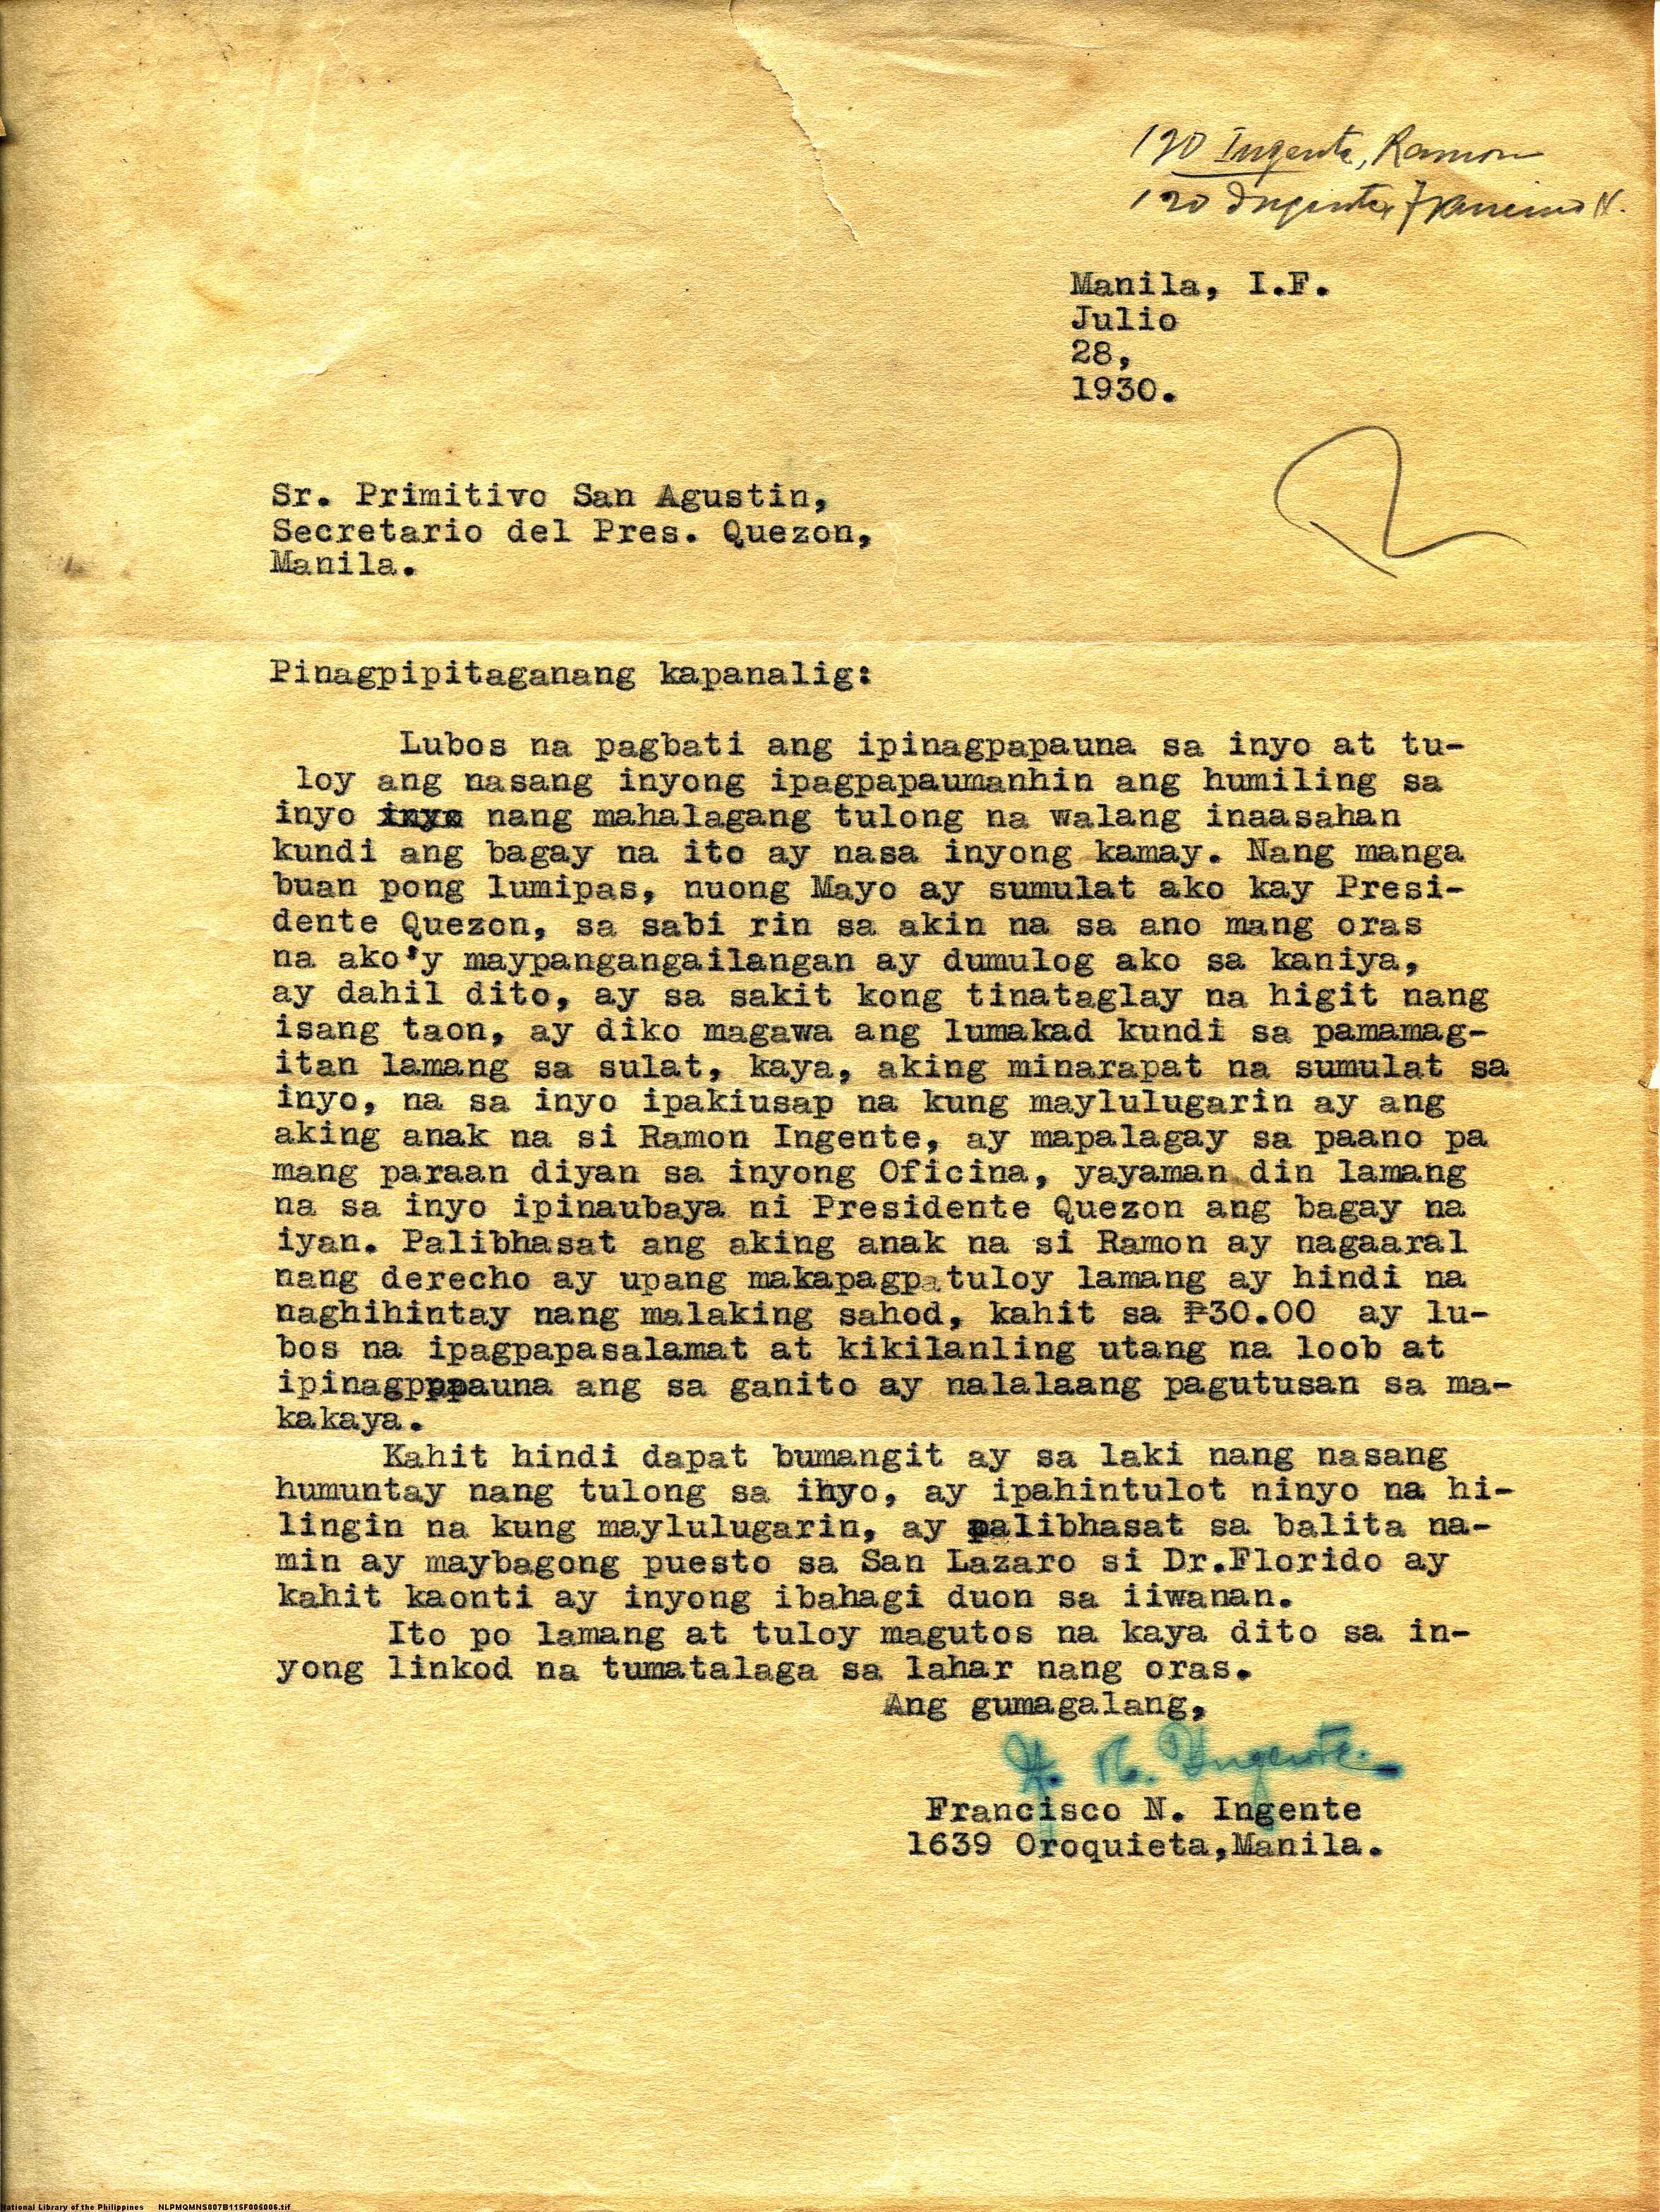 120 Ingente, Ramon
120 Ingente, Francisco N.
Manila, I.F.
Julio
28,
1930.
Sr. Primitivo San Agustin,
Secretario del Pres. Quezon,
Manila.
Pinagpipitaganang kapanalig:
Lubos na pagbati ang ipinagpapauna sa inyo at tu-
loy ang nasang inyong ipagpapaumanhin ang humiling sa
inyo inyo nang mahalagang tulong na walang inaasahan
kundi ang bagay na ito ay nasa inyong kamay. Nang manga
buan pong lumipas, nuong Mayo ay sumulat ako kay Presi-
dente Quezon, sa sabi rin sa akin na sa ano mang oras
na ako'y maypangangailangan ay dumulog ako sa kaniya,
ay dahil dito, ay sa sakit kong tinataglay na higit nang
isang taon, ay diko magawa ang lumakad kundi sa pamamag-
itan lamang sa sulat, kaya, aking minarapat na sumulat sa
inyo, na sa inyo ipakiusap na kung maylulugarin ay ang
aking anak na si Ramon Ingente, ay mapalagay sa paano pa
mang paraan diyan sa inyong Oficina, yayaman din lamang
na sa inyo ipinaubaya ni Presidente Quezon ang bagay na
iyan. Palibhasat ang aking anak na si Ramon ay nagaaral
nang derecho ay upang makapagpatuloy lamang ay hindi na
naghihintay nang malaking sahod, kahit sa ₱30.00 ay lu-
bos na ipagpapasalamat at kikilanling utang na loob at
ipinagpppauna ang sa ganito ay nalalaang pagutusan sa ma-
kakaya.
Kahit hindi dapat bumangit ay sa laki nang nasang
humuntay nang tulong sa inyo, ay ipahintulot ninyo na hi-
lingin na kung maylulugarin, ay palibhasat sa balita na-
min ay maybagong puesto sa San Lazaro si Dr.Florido ay
kahit kaonti ay inyong ibahagi duon sa iiwanan.
Ito po lamang at tuloy magutos na kaya dito sa in-
yong linkod na tumatalaga sa lahar nang oras.
Ang gumagalang,
F. N. Ingente
Francisco N. Ingente
1639 Oroquieta,Manila.
National Library of the Philippines NLPMQMNS007B115F006006.tif